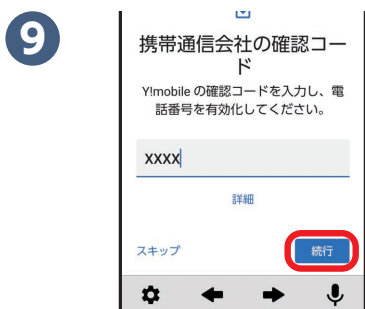 9
携帯通信会社の確認コー
ド
Y!mobile の確認コードを入力し、電
話番号を有効化してください。
XXXX
詳細
スキップ
続行